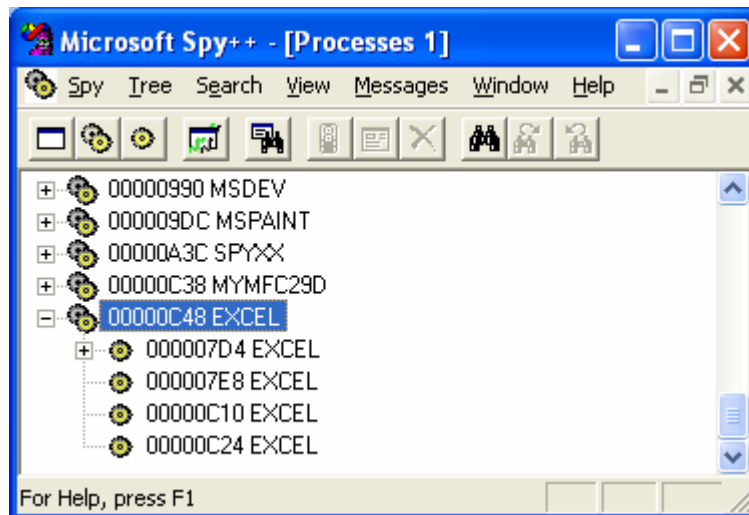 Microsoft Spy++ - [Processes 1]
Spy Tree Search View Messages Window Help
00000990 MSDEV
000009DC MSPAINT
00000A3C SPYXX
00000C38 MYMFC29D
00000C48 EXCEL
000007D4 EXCEL
000007E8 EXCEL
00000C10 EXCEL
00000C24 EXCEL
For Help, press F1